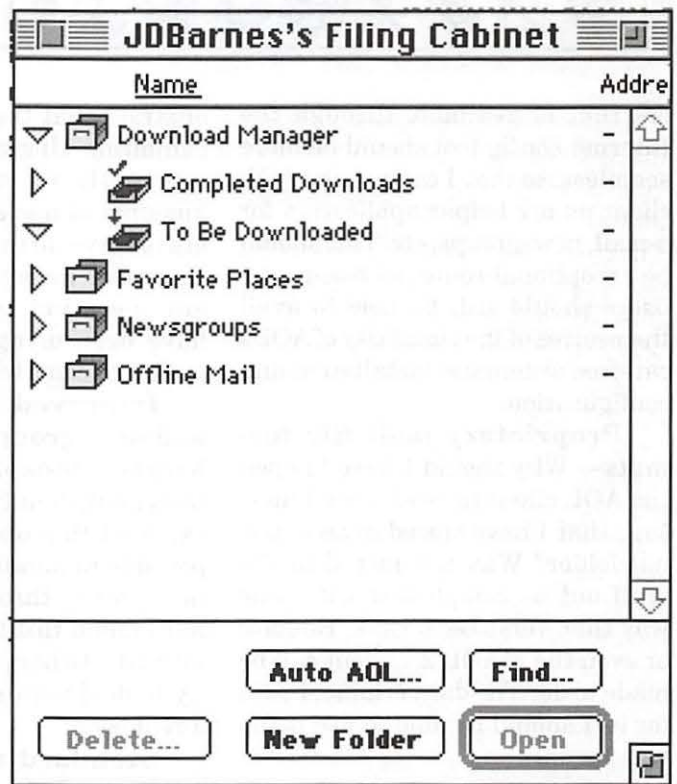 JDBarnes's Filing Cabinet
Name Addre
Download Manager -
Completed Downloads -
To Be Downloaded -
Favorite Places -
Newsgroups -
Offline Mail -
Auto AOL... Find...
Delete... New Folder Open